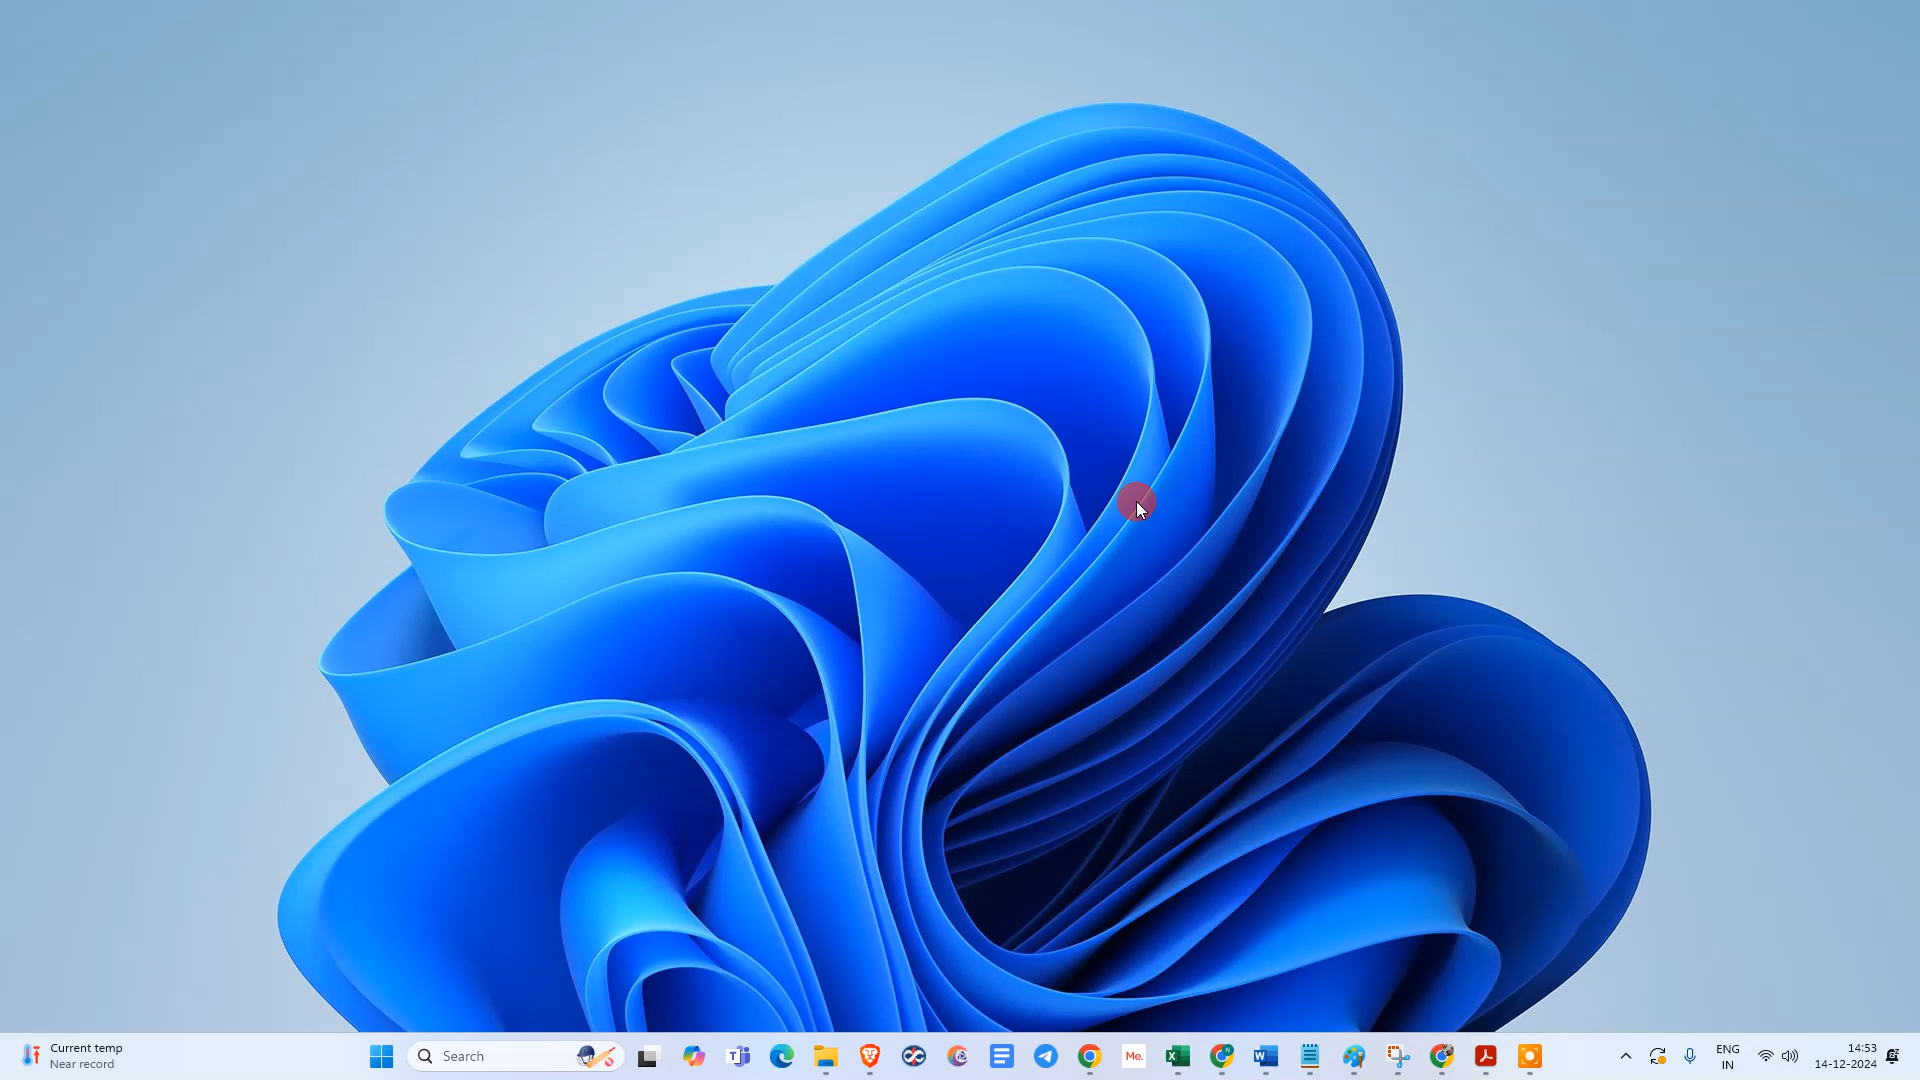 Current temp
Near record
Search
Me.
ENG
IN
14:53
14-12-2024